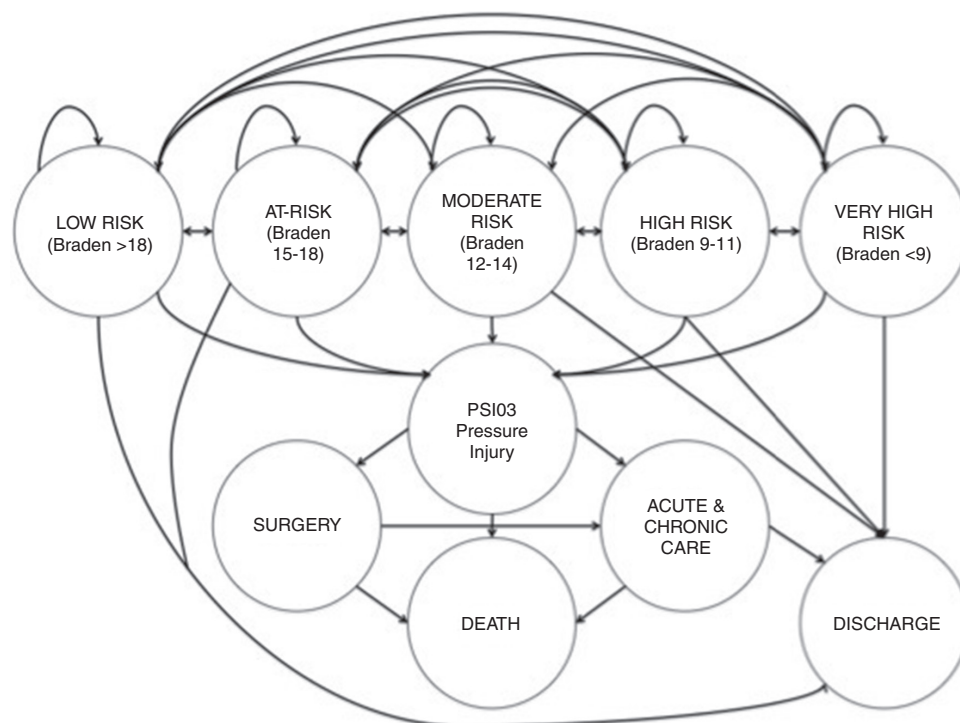 LOW RISK
(Braden >18)
AT-RISK
(Braden
15-18)
MODERATE
RISK
(Braden
12-14)
HIGH RISK
(Braden 9-11)
VERY HIGH
RISK
(Braden <9)
PSI03
Pressure
Injury
SURGERY
ACUTE &
CHRONIC
CARE
DEATH
DISCHARGE